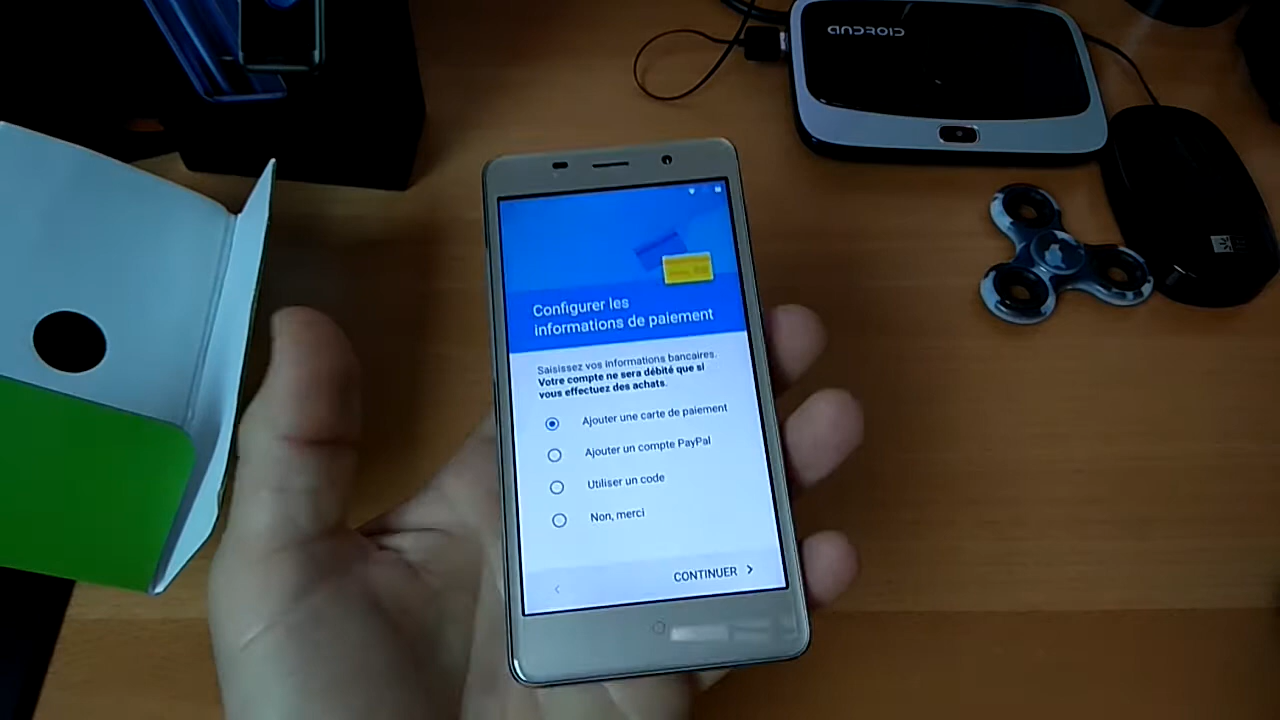 ANDROID
Configurer les
informations de paiement
Saisissez vos informations bancaires.
Votre compte ne sera débité que si
vous effectuez des achats.
Ajouter une carte de paiement
Ajouter un compte PayPal
Utiliser un code
Non, merci
CONTINUER